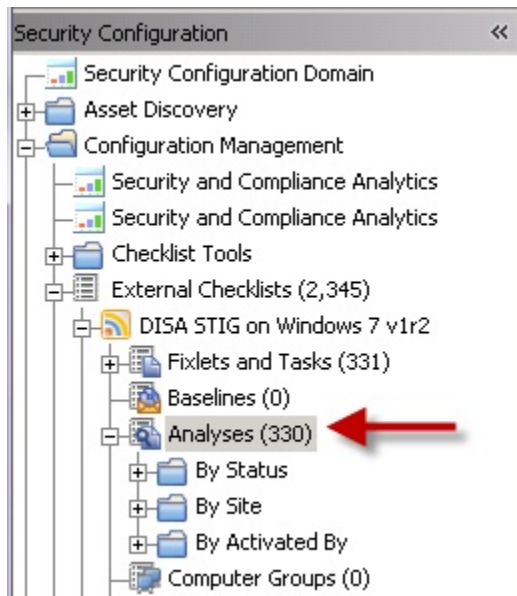 Security Configuration
Security Configuration Domain
Asset Discovery
Configuration Management
Security and Compliance Analytics
Security and Compliance Analytics
Checklist Tools
External Checklists (2,345)
DISA STIG on Windows 7 v1r2
Fixlets and Tasks (331)
Baselines (0)
Analyses (330)
By Status
By Site
By Activated By
Computer Groups (0)